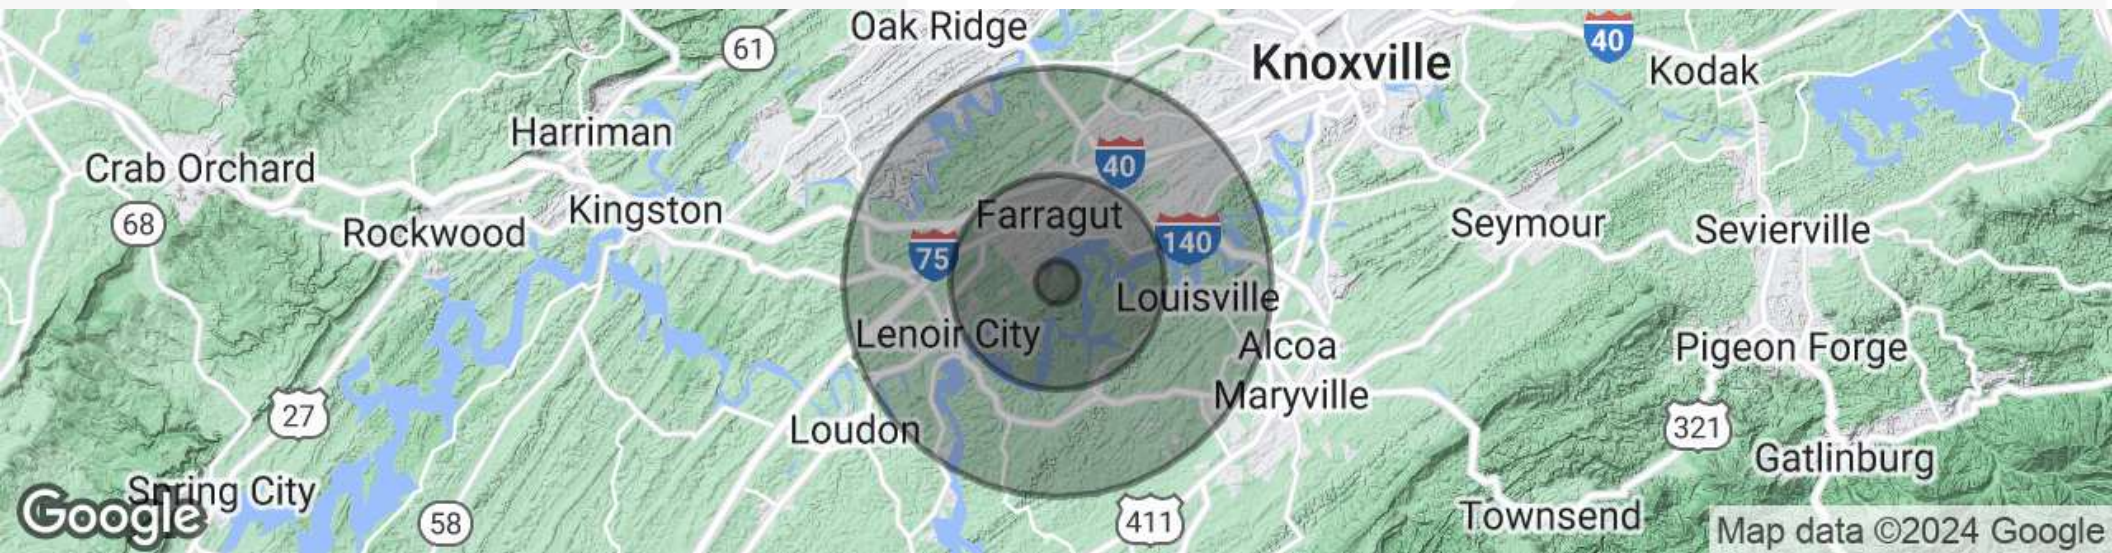 Oak Ridge
61
Knoxville
40
Kodak
Harriman
Crab Orchard
40
68
Rockwood
Kingston
Farragut
75
140
Seymour
Sevierville
Louisville
Lenoir City
Alcoa
Pigeon Forge
Maryville
27
Loudon
321
Gatlinburg
Spring City
Google
58
411
Townsend
Map data ©2024 Google